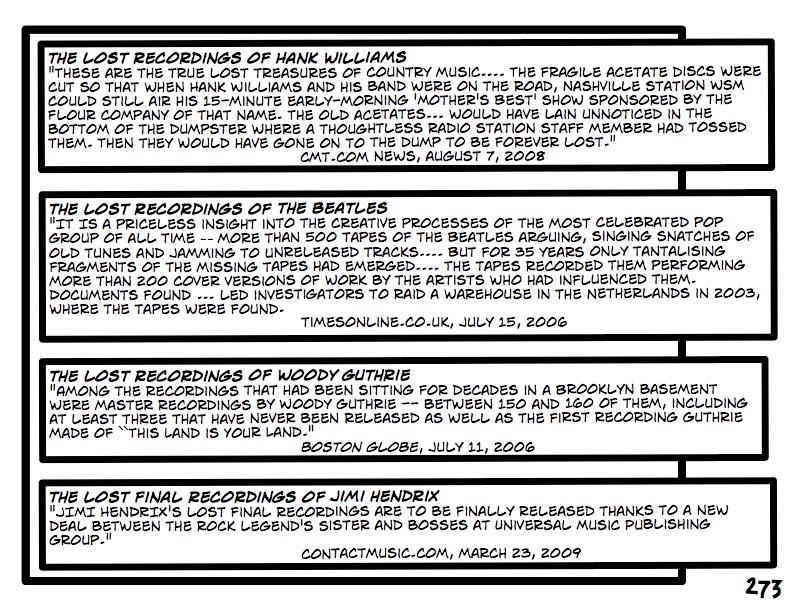 THE LOST RECORDINGS OF HANK WILLIAMS
"THESE ARE THE TRUE LOST TREASURES OF COUNTRY MUSIC.... THE FRAGILE ACETATE DISCS WERE
CUT SO THAT WHEN HANK WILLIAMS AND HIS BAND WERE ON THE ROAD, NASHVILLE STATION WSM
COULD STILL AIR HIS 15-MINUTE EARLY-MORNING 'MOTHER'S BEST' SHOW SPONSORED BY THE
FLOUR COMPANY OF THAT NAME. THE OLD ACETATES... WOULD HAVE LAIN UNNOTICED IN THE
BOTTOM OF THE DUMPSTER WHERE A THOUGHTLESS RADIO STATION STAFF MEMBER HAD TOSSED
THEM. THEN THEY WOULD HAVE GONE ON TO THE DUMP TO BE FOREVER LOST."
CMT.COM NEWS, AUGUST 7, 2008
THE LOST RECORDINGS OF THE BEATLES
"IT IS A PRICELESS INSIGHT INTO THE CREATIVE PROCESSES OF THE MOST CELEBRATED POP
GROUP OF ALL TIME -- MORE THAN 500 TAPES OF THE BEATLES ARGUING, SINGING SNATCHES OF
OLD TUNES AND JAMMING TO UNRELEASED TRACKS.... BUT FOR 35 YEARS ONLY TANTALISING
FRAGMENTS OF THE MISSING TAPES HAD EMERGED.... THE TAPES RECORDED THEM PERFORMING
MORE THAN 200 COVER VERSIONS OF WORK BY THE ARTISTS WHO HAD INFLUENCED THEM.
DOCUMENTS FOUND ... LED INVESTIGATORS TO RAID A WAREHOUSE IN THE NETHERLANDS IN 2003,
WHERE THE TAPES WERE FOUND.
TIMESONLINE.CO.UK, JULY 15, 2006
THE LOST RECORDINGS OF WOODY GUTHRIE
"AMONG THE RECORDINGS THAT HAD BEEN SITTING FOR DECADES IN A BROOKLYN BASEMENT
WERE MASTER RECORDINGS BY WOODY GUTHRIE -- BETWEEN 150 AND 160 OF THEM, INCLUDING
AT LEAST THREE THAT HAVE NEVER BEEN RELEASED AS WELL AS THE FIRST RECORDING GUTHRIE
MADE OF ``THIS LAND IS YOUR LAND."
BOSTON GLOBE, JULY 11, 2006
THE LOST FINAL RECORDINGS OF JIMI HENDRIX
"JIMI HENDRIX'S LOST FINAL RECORDINGS ARE TO BE FINALLY RELEASED THANKS TO A NEW
DEAL BETWEEN THE ROCK LEGEND'S SISTER AND BOSSES AT UNIVERSAL MUSIC PUBLISHING
GROUP."
CONTACTMUSIC.COM, MARCH 23, 2009
273